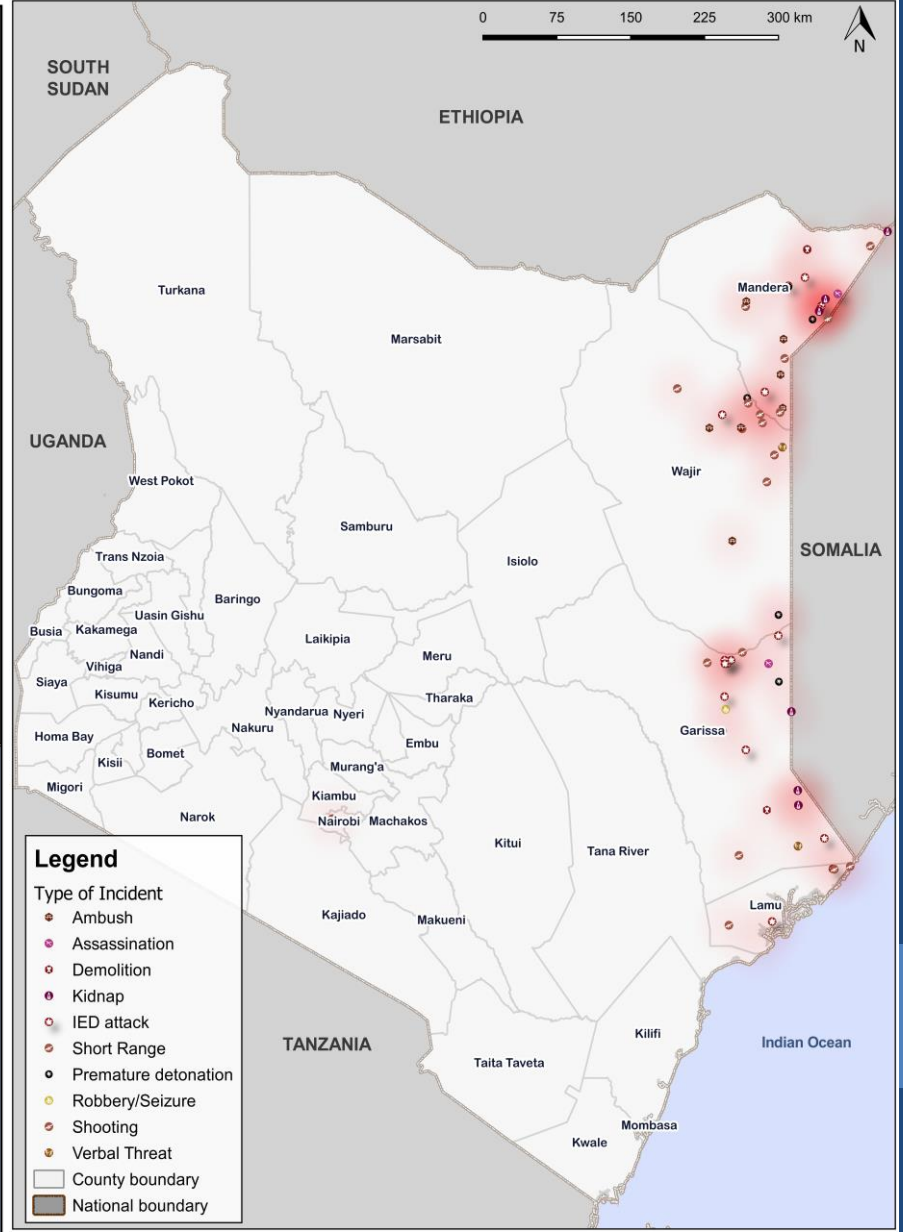 0 75 150 225 300 km
N
SOUTH
SUDAN
ETHIOPIA
Turkana
Mandera
Marsabit
UGANDA
Wajir
West Pokot
Samburu
SOMALIA
Trans Nzoia
Isiolo
Bungoma
Baringo
Uasin Gishu
Busia
Kakamega
Laikipia
Nandi
Meru
Vihiga
Siaya
Kisumu
Kericho
Tharaka
Nyandarua
Nyeri
Nakuru
Garissa
Homa Bay
Embu
Bomet
Kisii
Murang'a
Migori
Kiambu
Narok
Nairobi
Machakos
Kitui
Tana River
Legend
Type of Incident
Ambush
Assassination
Demolition
Kidnap
IED attack
Short Range
Premature detonation
Robbery/Seizure
Shooting
Verbal Threat
County boundary
National boundary
Lamu
Kajiado
Makueni
Kilifi
TANZANIA
Indian Ocean
Taita Taveta
Mombasa
Kwale